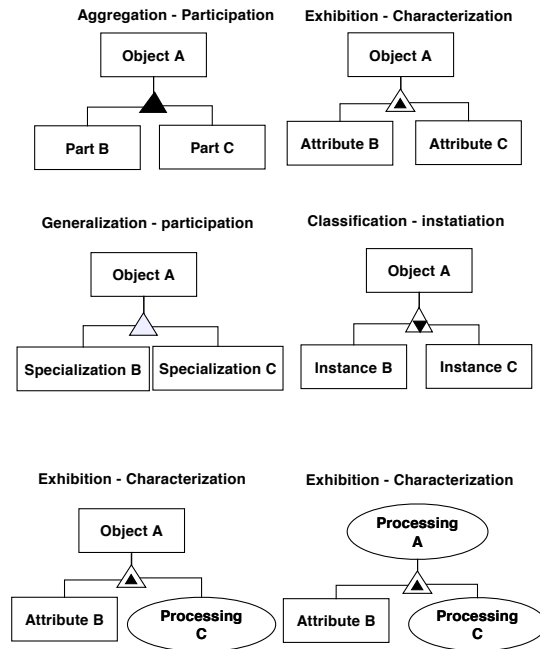 Aggregation - Participation
Object A
Part B
Part C
Exhibition - Characterization
Object A
Attribute B
Attribute C
Generalization - participation
Object A
Specialization B
Specialization C
Classification - instatiation
Object A
Instance B
Instance C
Exhibition - Characterization
Object A
Attribute B
Processing
C
Exhibition - Characterization
Processing
A
Attribute B
Processing
C